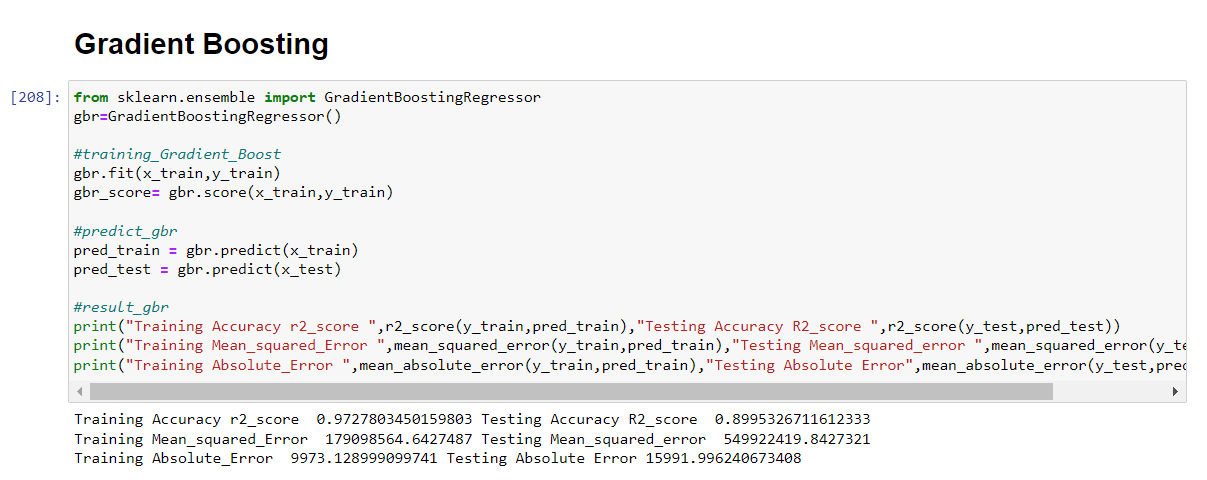 Gradient Boosting
[208]: from sklearn.ensemble import GradientBoostingRegressor
gbr=GradientBoostingRegressor()
#training_Gradient_Boost
gbr.fit(x_train,y_train)
gbr_score= gbr.score(x_train,y_train)
#predict_gbr
pred_train = gbr.predict(x_train)
pred_test = gbr.predict(x_test)
#result_gbr
print("Training Accuracy r2_score ",r2_score(y_train,pred_train),"Testing Accuracy R2_score ",r2_score(y_test,pred_test))
print("Training Mean_squared_Error ",mean_squared_error(y_train,pred_train),"Testing Mean_squared_error ",mean_squared_error(y_te
print("Training Absolute_Error ",mean_absolute_error(y_train,pred_train),"Testing Absolute Error",mean_absolute_error(y_test,pred
Training Accuracy r2_score  0.9727803450159803 Testing Accuracy R2_score  0.8995326711612333
Training Mean_squared_Error  179098564.6427487 Testing Mean_squared_error  549922419.8427321
Training Absolute_Error  9973.128999099741 Testing Absolute Error 15991.996240673408